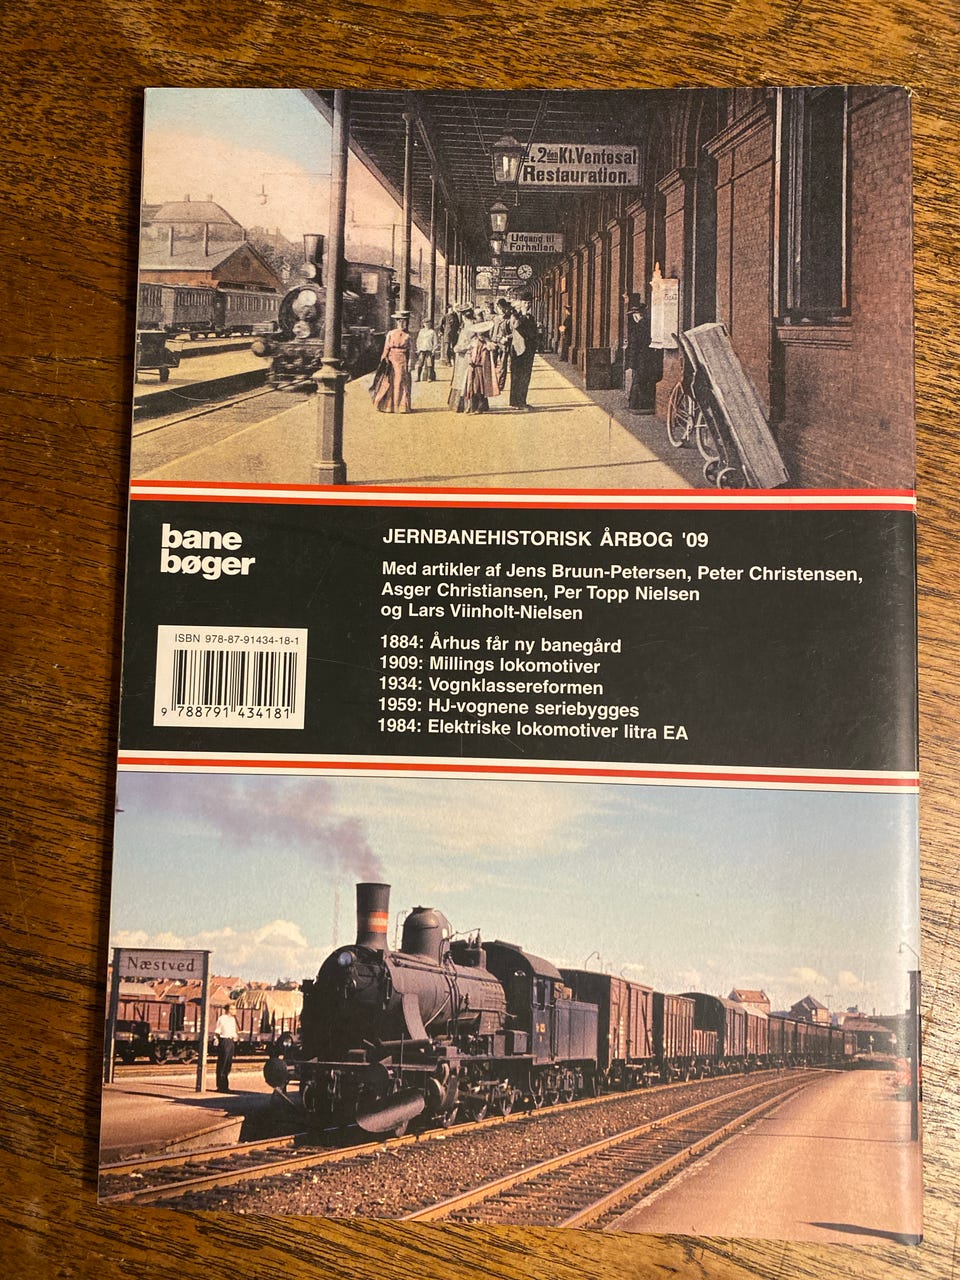 2den Kl. Ventesal
Restauration.
Udgang til
Forhallen.
bane
bøger
JERNBANEHISTORISK ÅRBOG '09
Med artikler af Jens Bruun-Petersen, Peter Christensen,
Asger Christiansen, Per Topp Nielsen
og Lars Viinholt-Nielsen
ISBN 978-87-91434-18-1
9 788791 434181
1884: Århus får ny banegård
1909: Millings lokomotiver
1934: Vognklassereformen
1959: HJ-vognene seriebygges
1984: Elektriske lokomotiver litra EA
Næstved